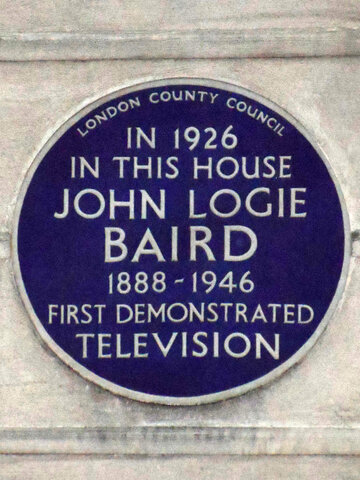 LONDON COUNTY COUNCIL
IN 1926
IN THIS HOUSE
JOHN LOGIE
BAIRD
1888-1946
FIRST DEMONSTRATED
TELEVISION